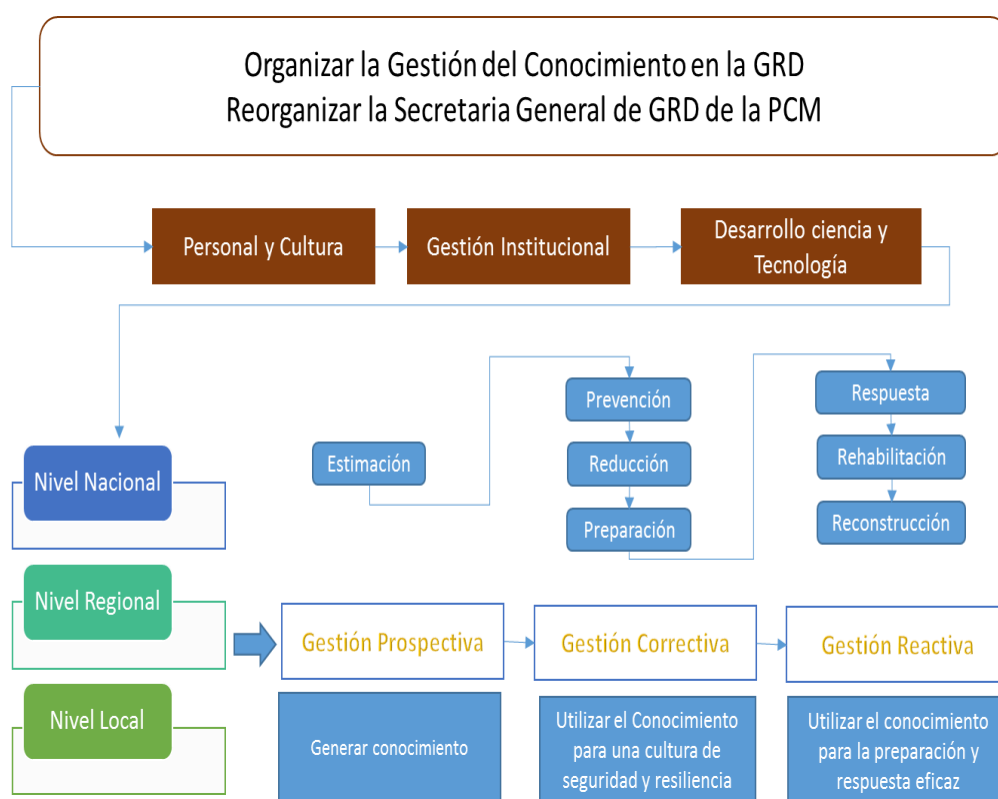 Organizar la Gestión del Conocimiento en la GRD
Reorganizar la Secretaria General de GRD de la PCM
Personal y Cultura
Gestión Institucional
Desarrollo ciencia y
Tecnología
Estimación
Prevención
Reducción
Preparación
Respuesta
Rehabilitación
Reconstrucción
Nivel Nacional
Nivel Regional
Nivel Local
Gestión Prospectiva
Gestión Correctiva
Gestión Reactiva
Generar conocimiento
Utilizar el Conocimiento
para una cultura de
seguridad y resiliencia
Utilizar el conocimiento
para la preparación y
respuesta eficaz